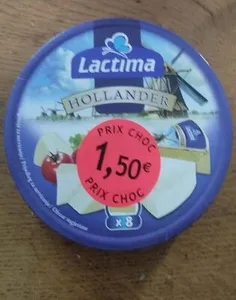 Lactima
HOLLANDER
PRIX CHOC
1,50€
PRIX CHOC
x8